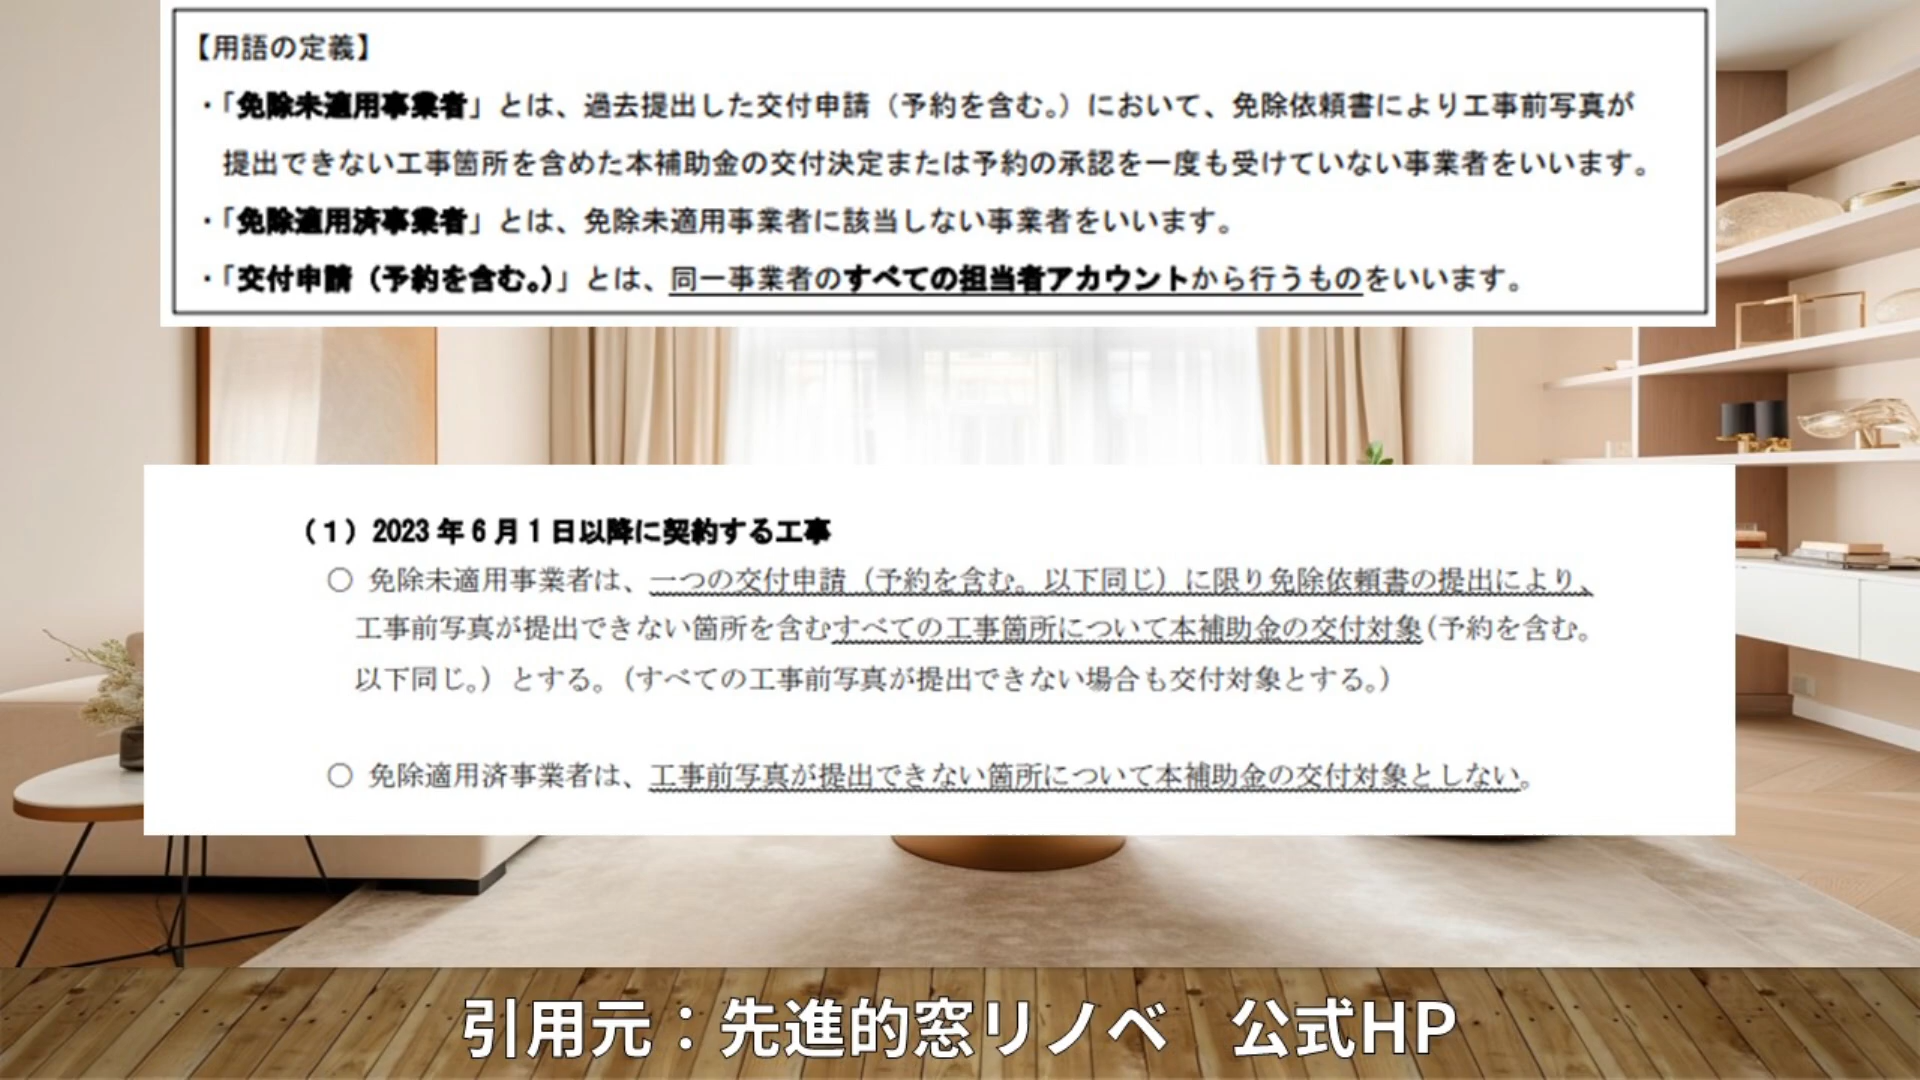 【用語の定義】
・「免除未適用事業者」とは、過去提出した交付申請（予約を含む。）において、免除依頼書により工事前写真が
提出できない工事箇所を含めた本補助金の交付決定または予約の承認を一度も受けていない事業者をいいます。
・「免除適用済事業者」とは、免除未適用事業者に該当しない事業者をいいます。
・「交付申請（予約を含む。）」とは、同一事業者のすべての担当者アカウントから行うものをいいます。
（１）2023年6月1日以降に契約する工事
○ 免除未適用事業者は、一つの交付申請（予約を含む。以下同じ）に限り免除依頼書の提出により、
工事前写真が提出できない箇所を含むすべての工事箇所について本補助金の交付対象（予約を含む。
以下同じ。）とする。（すべての工事前写真が提出できない場合も交付対象とする。）
○ 免除適用済事業者は、工事前写真が提出できない箇所について本補助金の交付対象としない。
引用元：先進的窓リノベ　公式HP